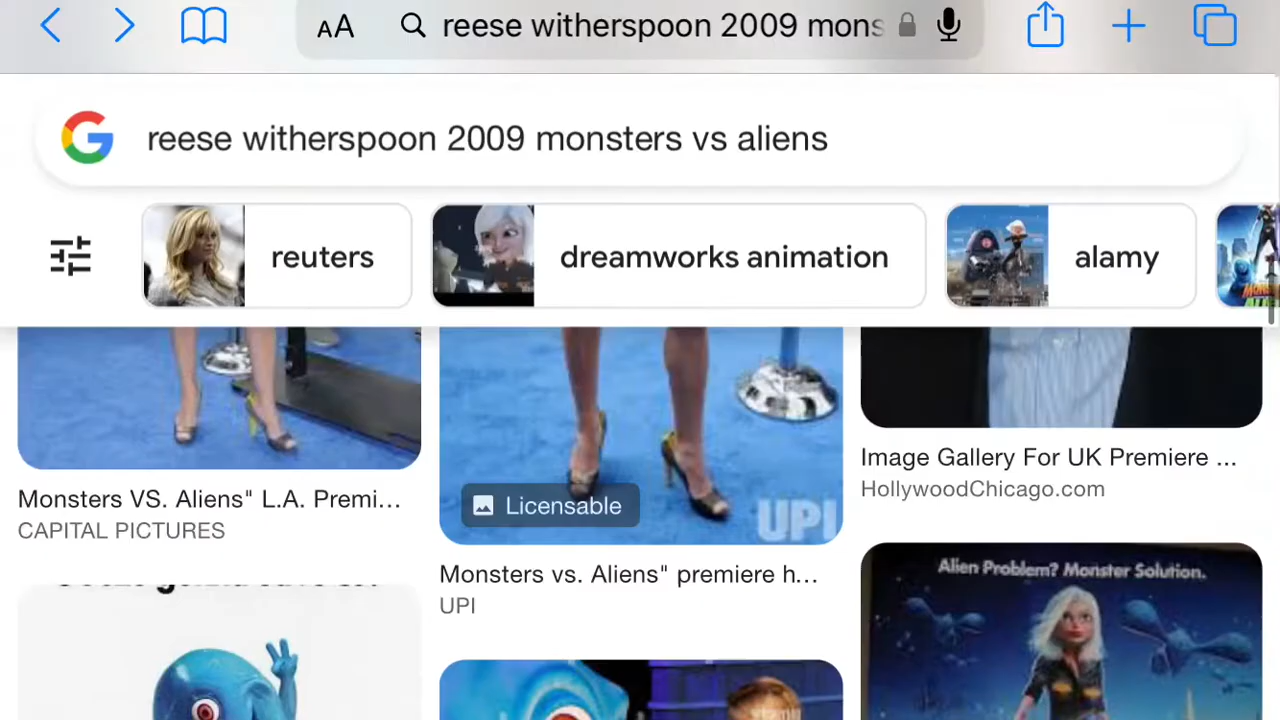 AA reese witherspoon 2009 mons
reese witherspoon 2009 monsters vs aliens
reuters
dreamworks animation
alamy
Licensable
UPI
Monsters VS. Aliens" L.A. Premi...
CAPITAL PICTURES
Monsters vs. Aliens" premiere h...
UPI
Image Gallery For UK Premiere ...
HollywoodChicago.com
Alien Problem? Monster Solution.